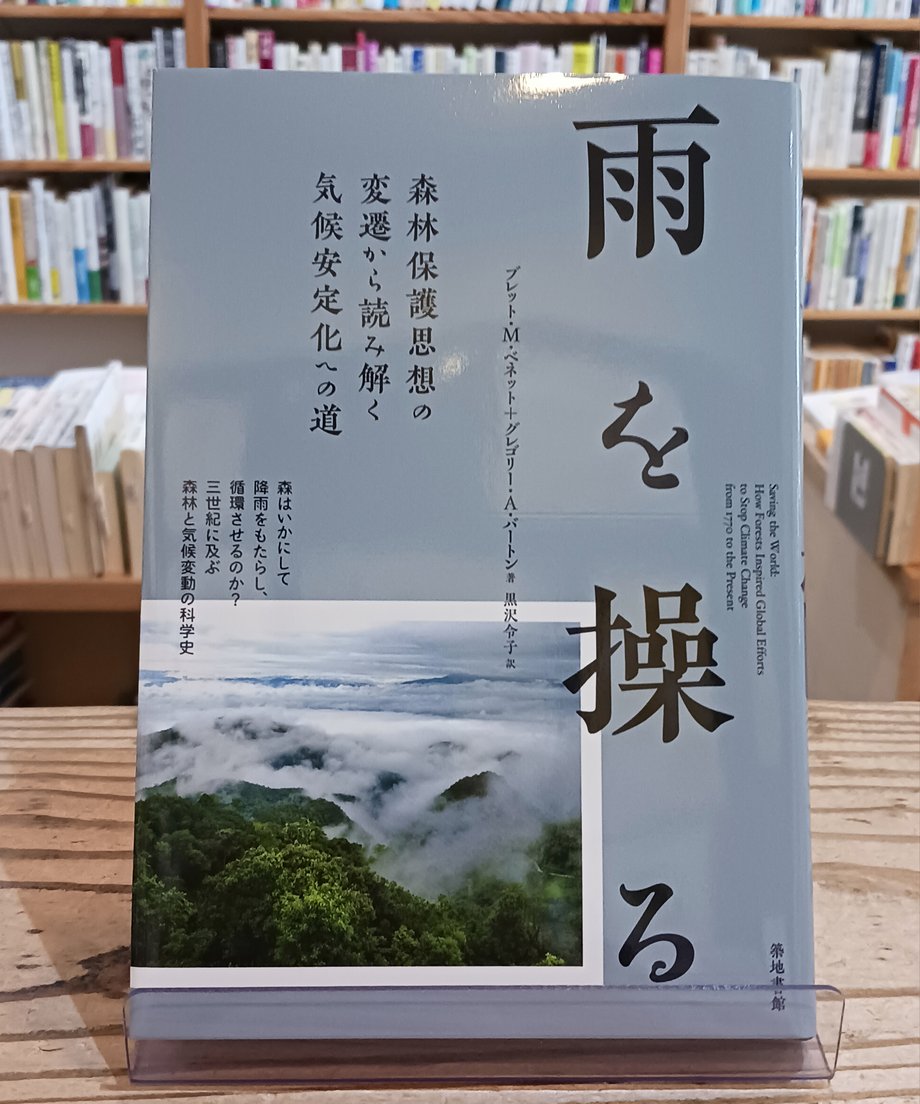 雨を操る
Saving the World:
How Forests Inspired Global Efforts
to Stop Climate Change
from 1770 to the Present
ブレット・M・ベネット+グレゴリー・A・バートン 著 黒沢令子 訳
森林保護思想の
変遷から読み解く
気候安定化への道
森はいかにして
降雨をもたらし、
循環させるのか?
三世紀に及ぶ
森林と気候変動の科学史
築地書館